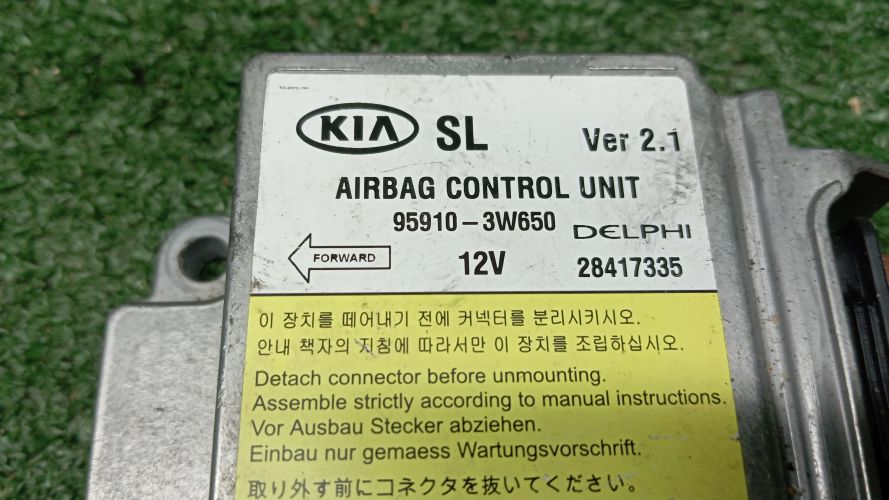 KIA SL Ver 2.1
AIRBAG CONTROL UNIT
95910-3W650 DELPHI
FORWARD 12V 28417335
이 장치를 떼어내기 전에 커넥터를 분리시키시오.
안내 책자의 지침에 따라서만 이 장치를 조립하십시오.
Detach connector before unmounting.
Assemble strictly according to manual instructions.
Vor Ausbau Stecker abziehen.
Einbau nur gemaess Wartungsvorschrift.
取り外す前にコネクタを抜いてください。